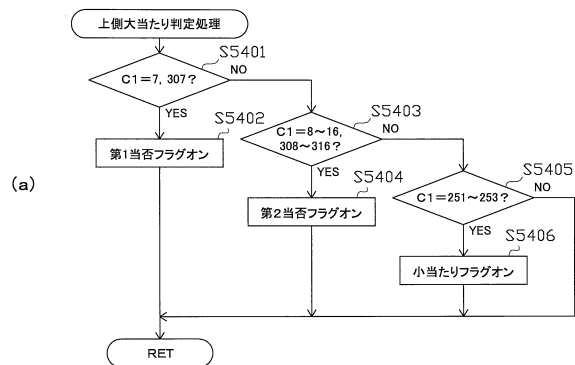 上側大当たり判定処理
S5401
C1=7, 307?
NO
YES
S5402
第1当否フラグオン
S5403
C1=8~16,
308~316?
NO
YES
S5404
第2当否フラグオン
S5405
C1=251~253?
NO
YES
S5406
小当たりフラグオン
(a)
RET